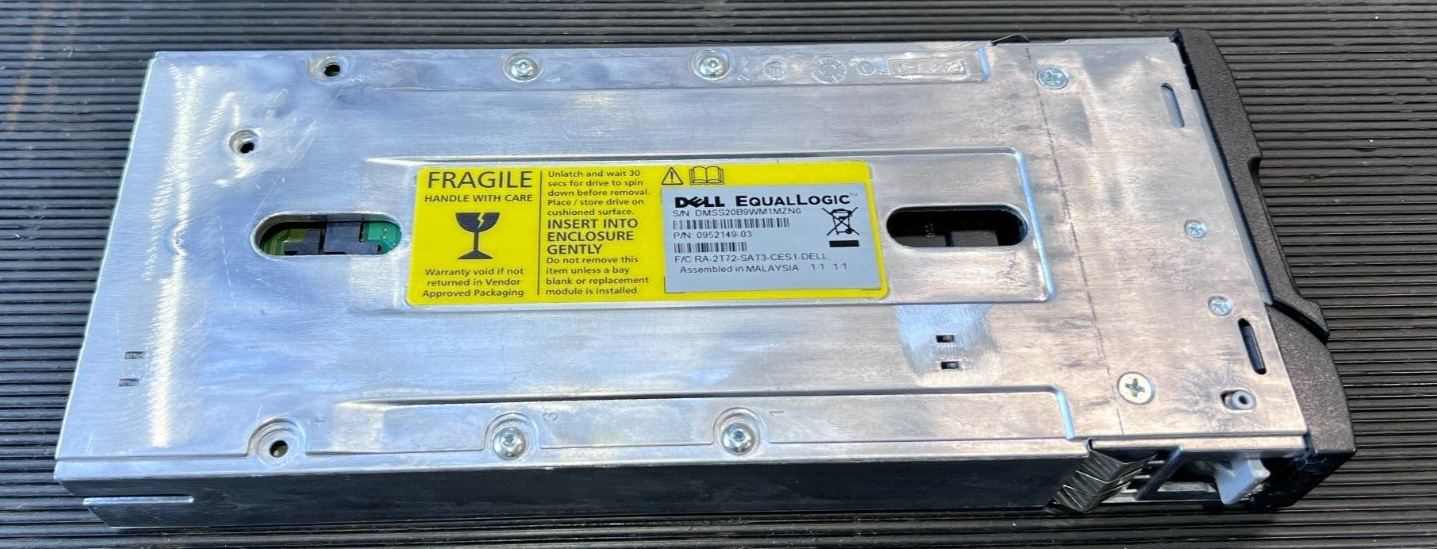 FRAGILE
HANDLE WITH CARE
Warranty void if not
returned in Vendor
Approved Packaging
Unlatch and wait 30
secs for drive to spin
down before removal.
Place / store drive on
cushioned surface.
INSERT INTO
ENCLOSURE
GENTLY
Do not remove this
item unless a bay
blank or replacement
module is installed
DELL EQUALLOGIC™
S/N DMSS20B9WM1MZN6
P/N: 0952149-03
F/C RA-2T72-SAT3-CES1-DELL
Assembled in MALAYSIA 11 11
3
1